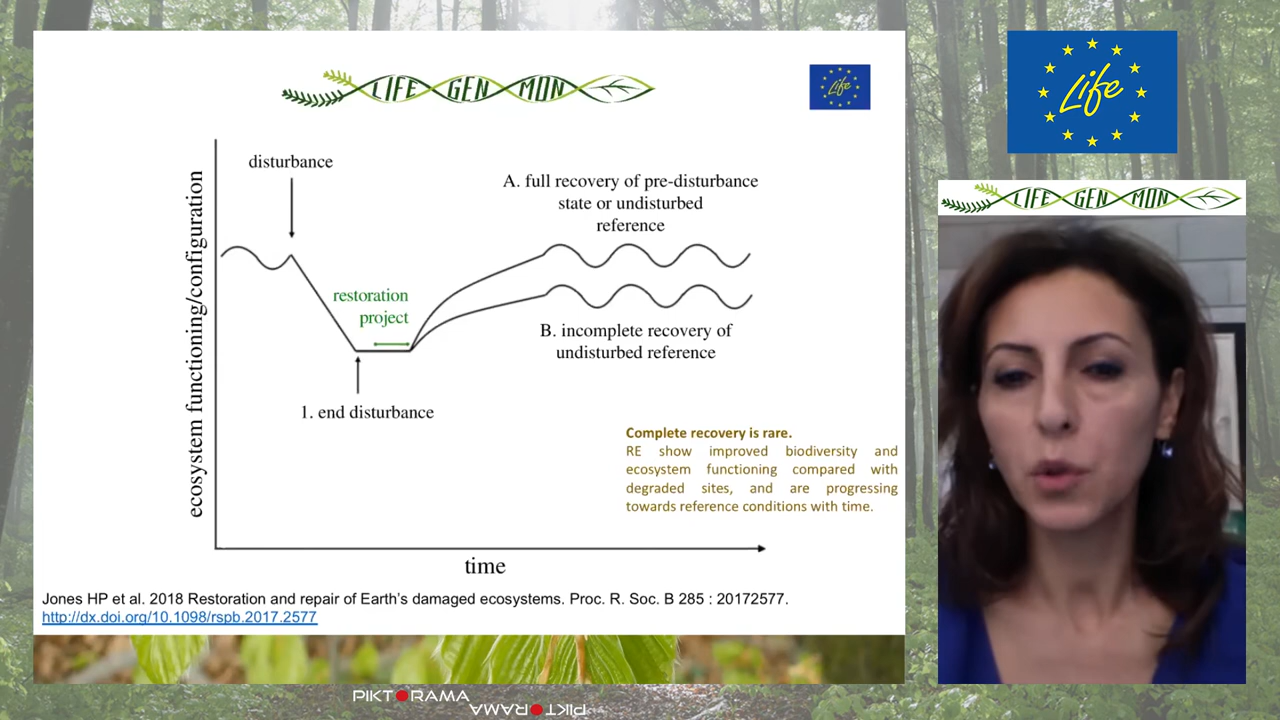 LIFE GEN MON
Life
disturbance
A. full recovery of pre-disturbance
state or undisturbed
reference
restoration
project
B. incomplete recovery of
undisturbed reference
1. end disturbance
ecosystem functioning/configuration
time
Complete recovery is rare.
RE show improved biodiversity and
ecosystem functioning compared with
degraded sites, and are progressing
towards reference conditions with time.
Jones HP et al. 2018 Restoration and repair of Earth's damaged ecosystems. Proc. R. Soc. B 285 : 20172577.
http://dx.doi.org/10.1098/rspb.2017.2577
Life
LIFE GEN MON
PIKTORAMA
PIKTORAMA